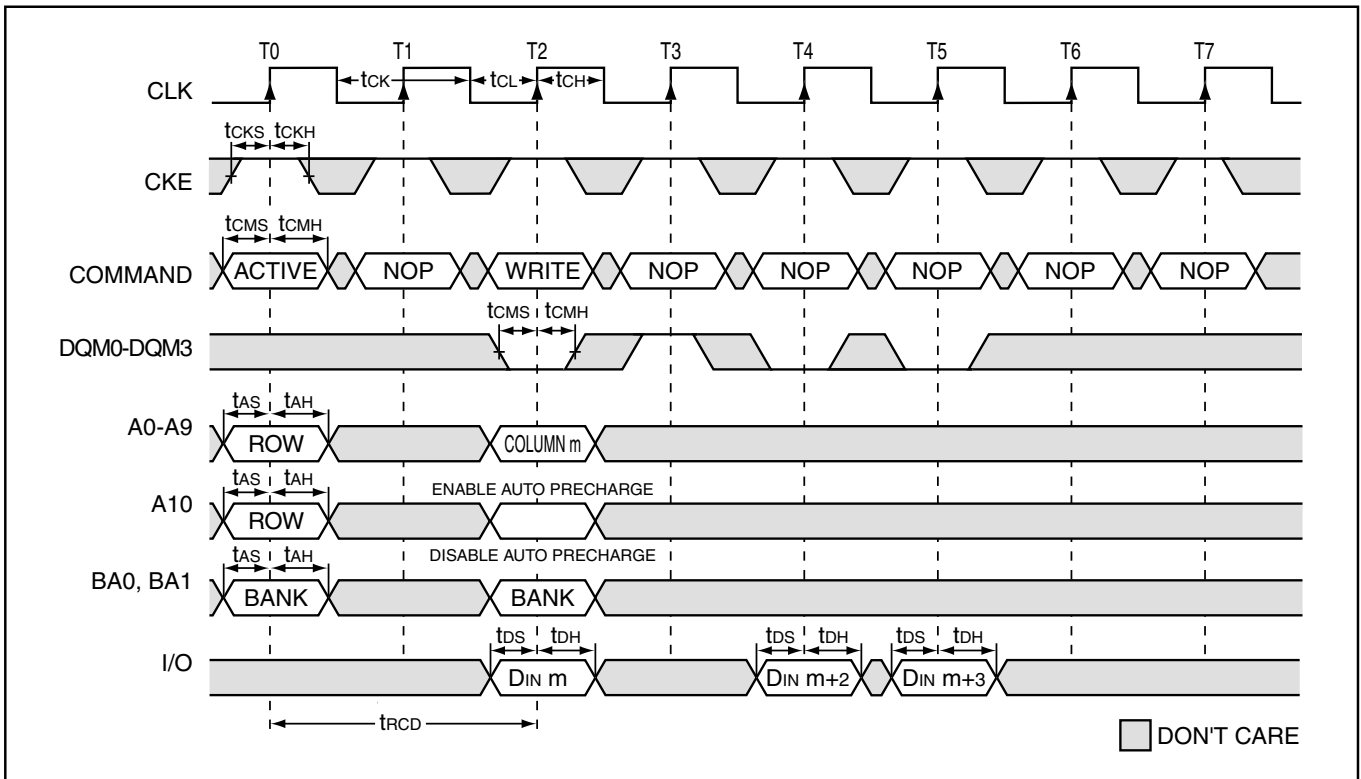 T0 T1 T2 T3 T4 T5 T6 T7
CLK tCK tCL tCH
tCKS tCKH
CKE
tCMS tCMH
COMMAND ACTIVE NOP WRITE NOP NOP NOP NOP NOP
tCMS tCMH
DQM0-DQM3
tAS tAH
A0-A9 ROW COLUMN m
tAS tAH ENABLE AUTO PRECHARGE
A10 ROW
tAS tAH DISABLE AUTO PRECHARGE
BA0, BA1 BANK BANK
tDS tDH tDS tDH tDS tDH
I/O DIN m DIN m+2 DIN m+3
tRCD
DON'T CARE